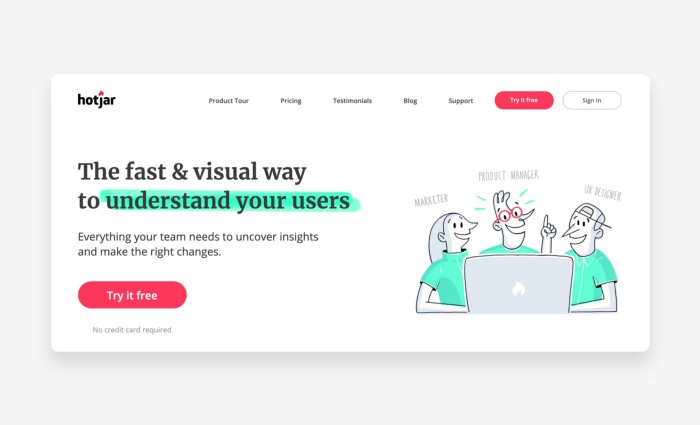 hotjar
Product Tour
Pricing
Testimonials
Blog
Support
Try it free
Sign In
The fast & visual way
to understand your users
Everything your team needs to uncover insights
and make the right changes.
Try it free
No credit card required
MARKETER
PRODUCT MANAGER
UX DESIGNER